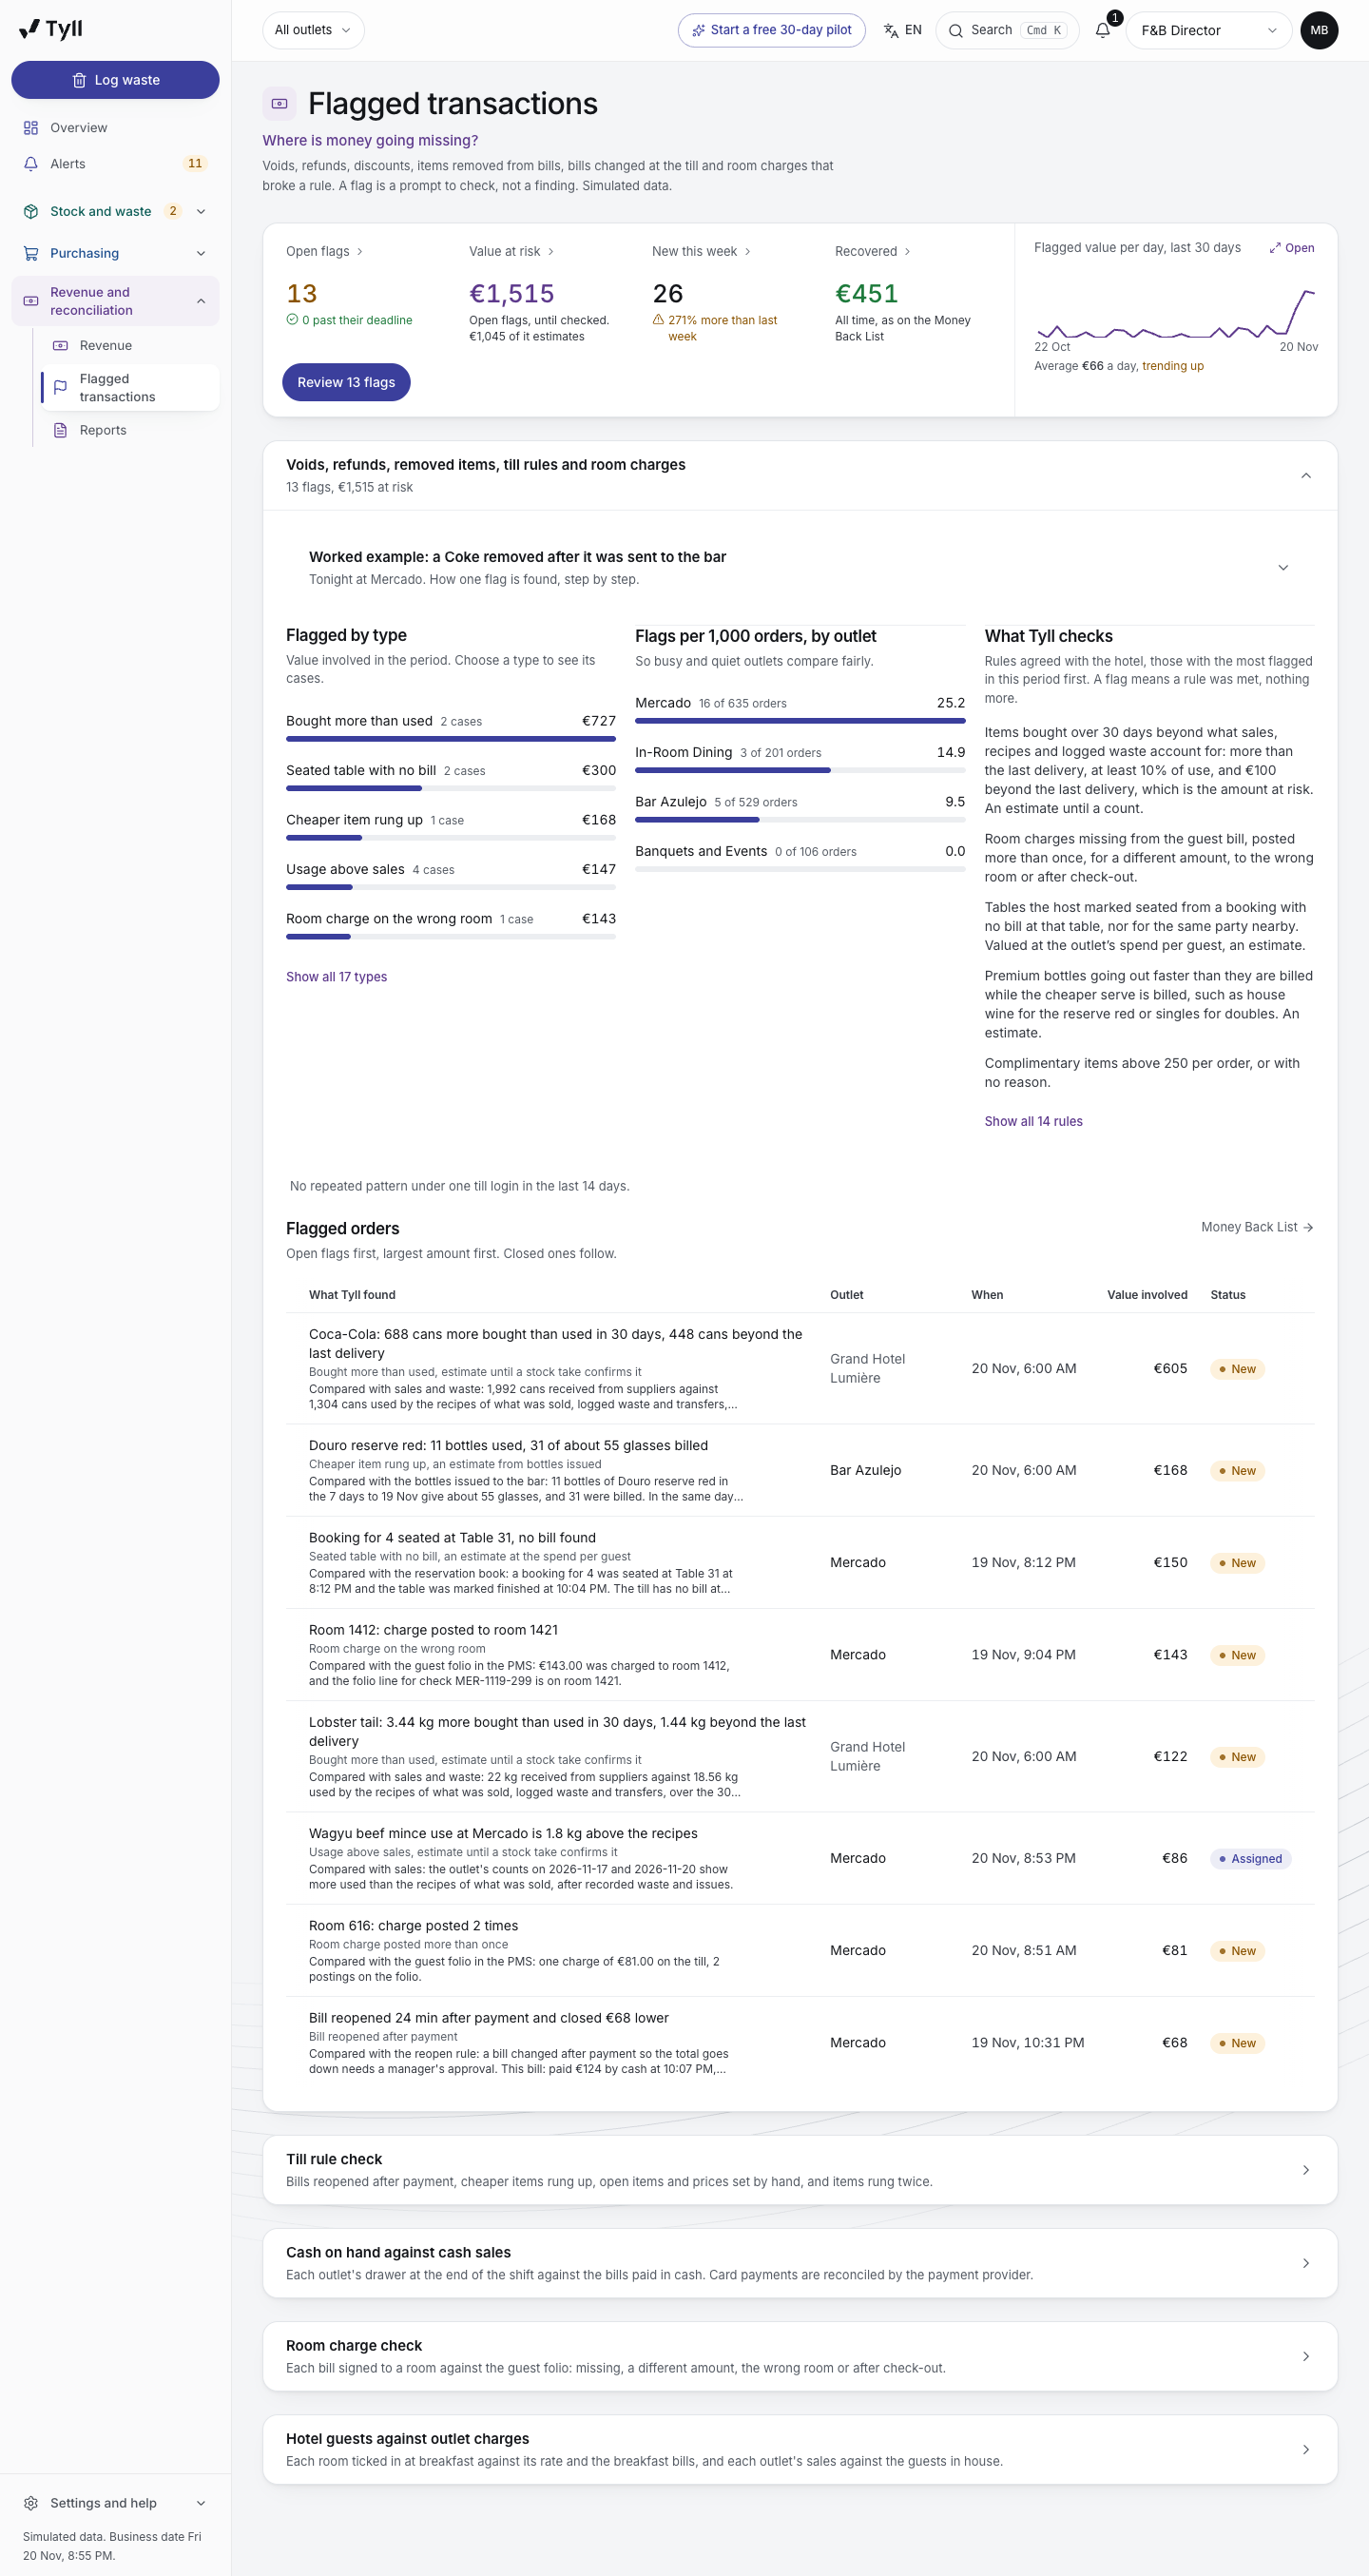 Tyll
Log waste
Overview
Alerts
11
Stock and waste
2
Purchasing
Revenue and
reconciliation
Revenue
Flagged
transactions
Reports
Settings and help
Simulated data. Business date Fri
20 Nov, 8:55 PM.
All outlets
Start a free 30-day pilot
EN
Search
Cmd K
1
F&B Director
MB
Flagged transactions
Where is money going missing?
Voids, refunds, discounts, items removed from bills, bills changed at the till and room charges that
broke a rule. A flag is a prompt to check, not a finding. Simulated data.
Open flags
13
0 past their deadline
Value at risk
€1,515
Open flags, until checked.
€1,045 of it estimates
New this week
26
271% more than last
week
Recovered
€451
All time, as on the Money
Back List
Review 13 flags
Flagged value per day, last 30 days
Open
22 Oct
20 Nov
Average €66 a day, trending up
Voids, refunds, removed items, till rules and room charges
13 flags, €1,515 at risk
Worked example: a Coke removed after it was sent to the bar
Tonight at Mercado. How one flag is found, step by step.
Flagged by type
Value involved in the period. Choose a type to see its
cases.
Bought more than used 2 cases €727
Seated table with no bill 2 cases €300
Cheaper item rung up 1 case €168
Usage above sales 4 cases €147
Room charge on the wrong room 1 case €143
Show all 17 types
Flags per 1,000 orders, by outlet
So busy and quiet outlets compare fairly.
Mercado 16 of 635 orders 25.2
In-Room Dining 3 of 201 orders 14.9
Bar Azulejo 5 of 529 orders 9.5
Banquets and Events 0 of 106 orders 0.0
What Tyll checks
Rules agreed with the hotel, those with the most flagged
in this period first. A flag means a rule was met, nothing
more.
Items bought over 30 days beyond what sales,
recipes and logged waste account for: more than
the last delivery, at least 10% of use, and €100
beyond the last delivery, which is the amount at risk.
An estimate until a count.
Room charges missing from the guest bill, posted
more than once, for a different amount, to the wrong
room or after check-out.
Tables the host marked seated from a booking with
no bill at that table, nor for the same party nearby.
Valued at the outlet’s spend per guest, an estimate.
Premium bottles going out faster than they are billed
while the cheaper serve is billed, such as house
wine for the reserve red or singles for doubles. An
estimate.
Complimentary items above 250 per order, or with
no reason.
Show all 14 rules
No repeated pattern under one till login in the last 14 days.
Flagged orders
Money Back List
Open flags first, largest amount first. Closed ones follow.
What Tyll found Outlet When Value involved Status
Coca-Cola: 688 cans more bought than used in 30 days, 448 cans beyond the
last delivery
Bought more than used, estimate until a stock take confirms it
Compared with sales and waste: 1,992 cans received from suppliers against
1,304 cans used by the recipes of what was sold, logged waste and transfers,...
Grand Hotel
Lumière
20 Nov, 6:00 AM
€605
New
Douro reserve red: 11 bottles used, 31 of about 55 glasses billed
Cheaper item rung up, an estimate from bottles issued
Compared with the bottles issued to the bar: 11 bottles of Douro reserve red in
the 7 days to 19 Nov give about 55 glasses, and 31 were billed. In the same day...
Bar Azulejo
20 Nov, 6:00 AM
€168
New
Booking for 4 seated at Table 31, no bill found
Seated table with no bill, an estimate at the spend per guest
Compared with the reservation book: a booking for 4 was seated at Table 31 at
8:12 PM and the table was marked finished at 10:04 PM. The till has no bill at...
Mercado
19 Nov, 8:12 PM
€150
New
Room 1412: charge posted to room 1421
Room charge on the wrong room
Compared with the guest folio in the PMS: €143.00 was charged to room 1412,
and the folio line for check MER-1119-299 is on room 1421.
Mercado
19 Nov, 9:04 PM
€143
New
Lobster tail: 3.44 kg more bought than used in 30 days, 1.44 kg beyond the last
delivery
Bought more than used, estimate until a stock take confirms it
Compared with sales and waste: 22 kg received from suppliers against 18.56 kg
used by the recipes of what was sold, logged waste and transfers, over the 30...
Grand Hotel
Lumière
20 Nov, 6:00 AM
€122
New
Wagyu beef mince use at Mercado is 1.8 kg above the recipes
Usage above sales, estimate until a stock take confirms it
Compared with sales: the outlet's counts on 2026-11-17 and 2026-11-20 show
more used than the recipes of what was sold, after recorded waste and issues.
Mercado
20 Nov, 8:53 PM
€86
Assigned
Room 616: charge posted 2 times
Room charge posted more than once
Compared with the guest folio in the PMS: one charge of €81.00 on the till, 2
postings on the folio.
Mercado
20 Nov, 8:51 AM
€81
New
Bill reopened 24 min after payment and closed €68 lower
Bill reopened after payment
Compared with the reopen rule: a bill changed after payment so the total goes
down needs a manager's approval. This bill: paid €124 by cash at 10:07 PM,...
Mercado
19 Nov, 10:31 PM
€68
New
Till rule check
Bills reopened after payment, cheaper items rung up, open items and prices set by hand, and items rung twice.
Cash on hand against cash sales
Each outlet's drawer at the end of the shift against the bills paid in cash. Card payments are reconciled by the payment provider.
Room charge check
Each bill signed to a room against the guest folio: missing, a different amount, the wrong room or after check-out.
Hotel guests against outlet charges
Each room ticked in at breakfast against its rate and the breakfast bills, and each outlet's sales against the guests in house.